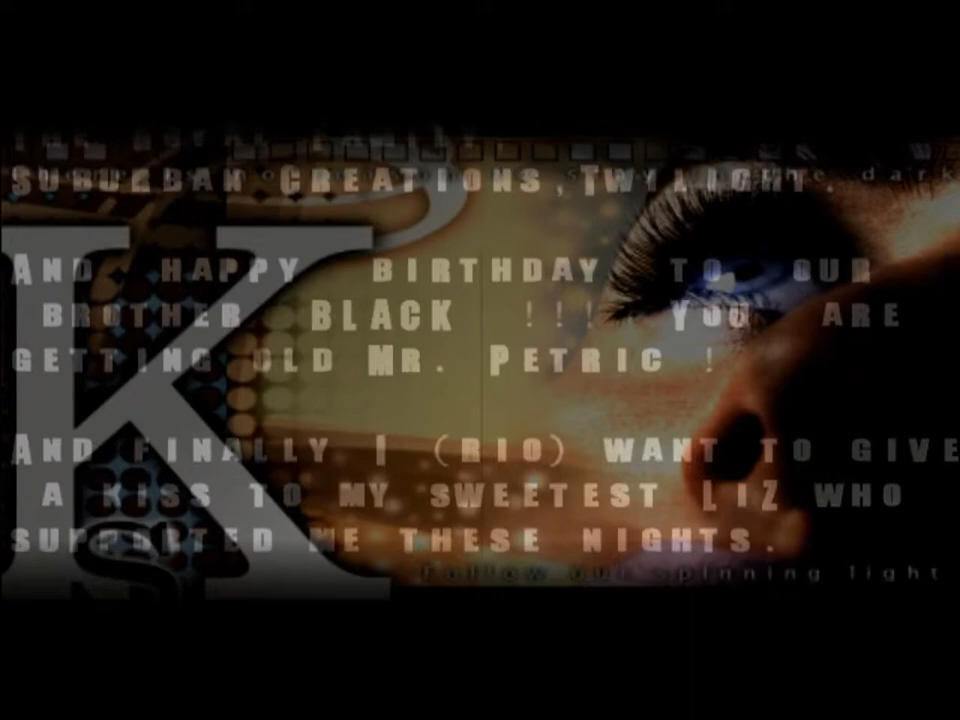 Suburban Creations,Twylight.
And happy birthday to our
brother BLACK !!! You are
getting old Mr. Petric !
And finally I (rio) want to give
a kiss to my sweetest LiZ who
supported me these nights.
Follow our spinning light
K
S